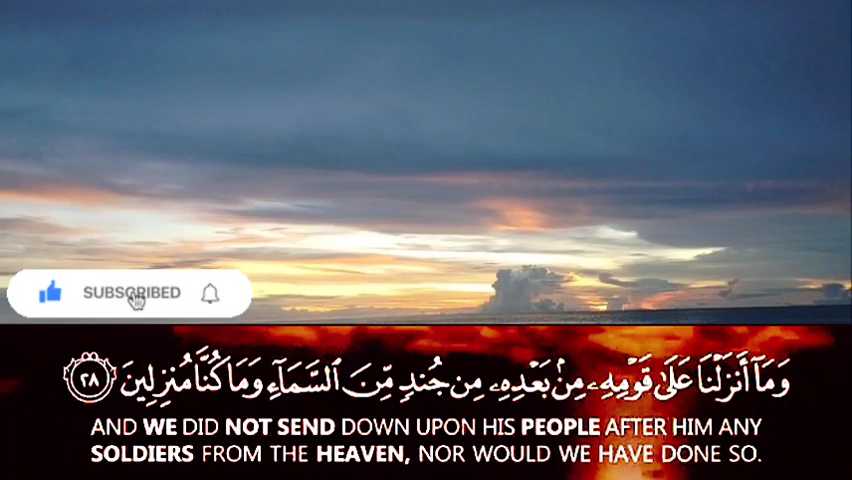 SUBSCRIBED
وَمَآ أَنزَلْنَا عَلَىٰ قَوْمِهِۦ مِنۢ بَعْدِهِۦ مِن جُندٍ مِّنَ ٱلسَّمَآءِ وَمَا كُنَّا مُنزِلِينَ ٢٨
AND WE DID NOT SEND DOWN UPON HIS PEOPLE AFTER HIM ANY
SOLDIERS FROM THE HEAVEN, NOR WOULD WE HAVE DONE SO.